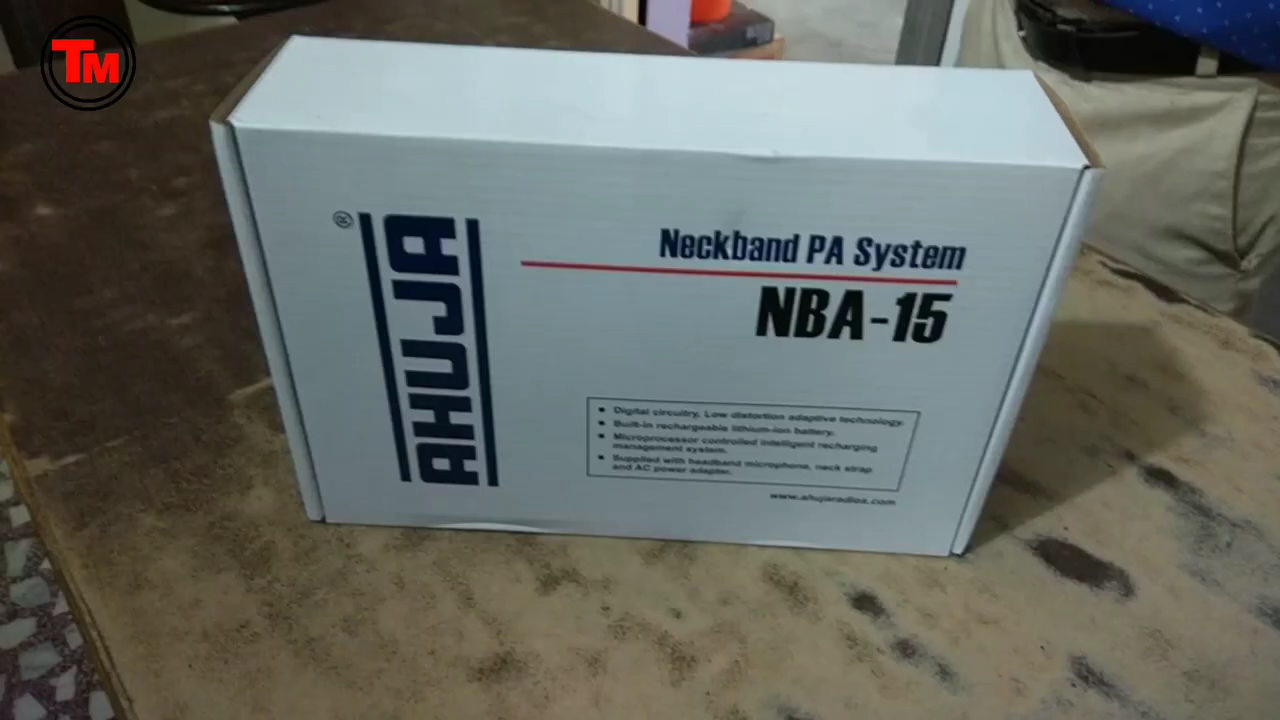 TM
AHUJA
®
Neckband PA System
NBA-15
▪ Digital circuitry, Low distortion adaptive technology.
▪ Built-in rechargeable lithium-ion battery.
▪ Microprocessor controlled intelligent recharging
management system.
▪ Supplied with headband microphone, neck strap
and AC power adapter.
www.ahujaradios.com